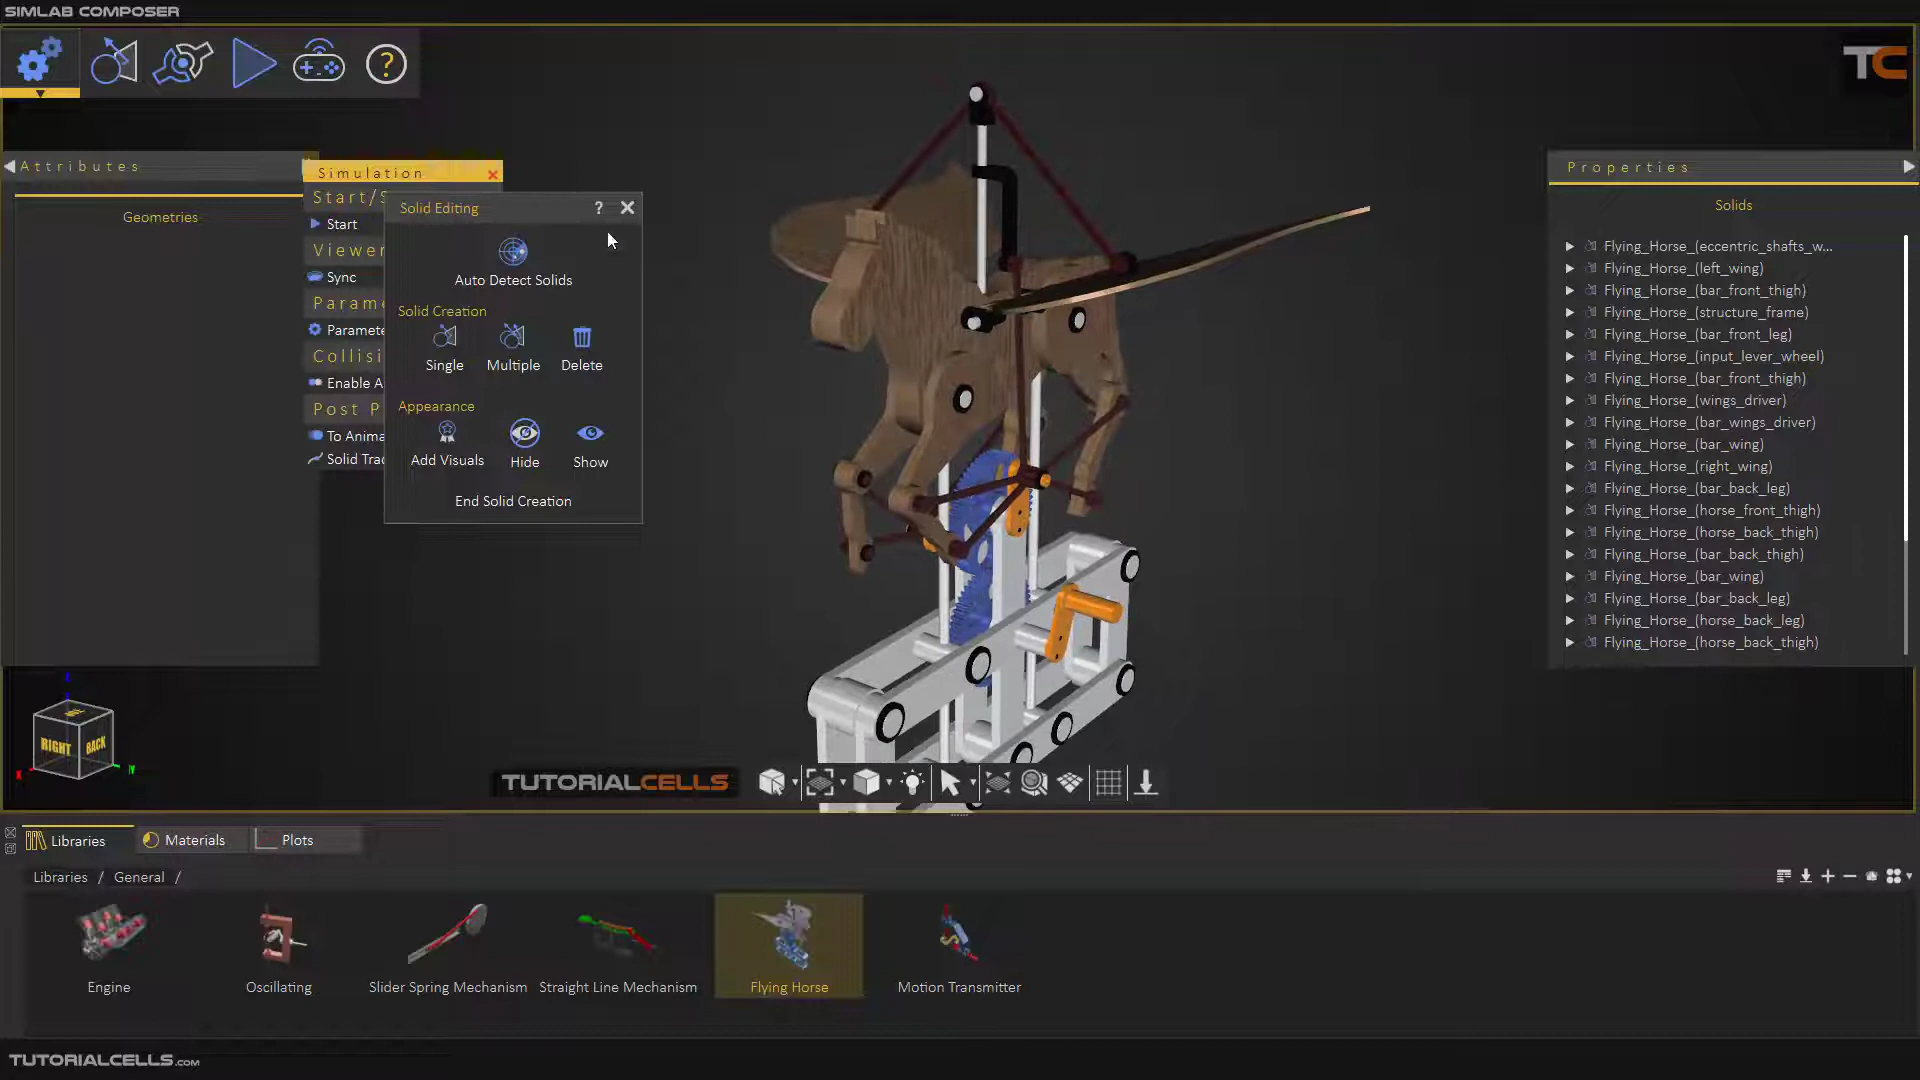 SIMLAB COMPOSER
?
TC
Attributes
Geometries
Simulation
Start/S
Start
Viewer
Sync
Parame
Paramete
Collisi
Enable A
Post P
To Anima
Solid Trac
Solid Editing ?
Auto Detect Solids
Solid Creation
Single Multiple Delete
Appearance
Add Visuals Hide Show
End Solid Creation
Properties
Solids
Flying_Horse_(eccentric_shafts_w...
Flying_Horse_(left_wing)
Flying_Horse_(bar_front_thigh)
Flying_Horse_(structure_frame)
Flying_Horse_(bar_front_leg)
Flying_Horse_(input_lever_wheel)
Flying_Horse_(bar_front_thigh)
Flying_Horse_(wings_driver)
Flying_Horse_(bar_wings_driver)
Flying_Horse_(bar_wing)
Flying_Horse_(right_wing)
Flying_Horse_(bar_back_leg)
Flying_Horse_(horse_front_thigh)
Flying_Horse_(horse_back_thigh)
Flying_Horse_(bar_back_thigh)
Flying_Horse_(bar_wing)
Flying_Horse_(bar_back_leg)
Flying_Horse_(horse_back_leg)
Flying_Horse_(horse_back_thigh)
RIGHT BACK
X Y
TUTORIALCELLS
Libraries Materials Plots
Libraries / General /
Engine Oscillating Slider Spring Mechanism Straight Line Mechanism Flying Horse Motion Transmitter
TUTORIALCELLS.COM